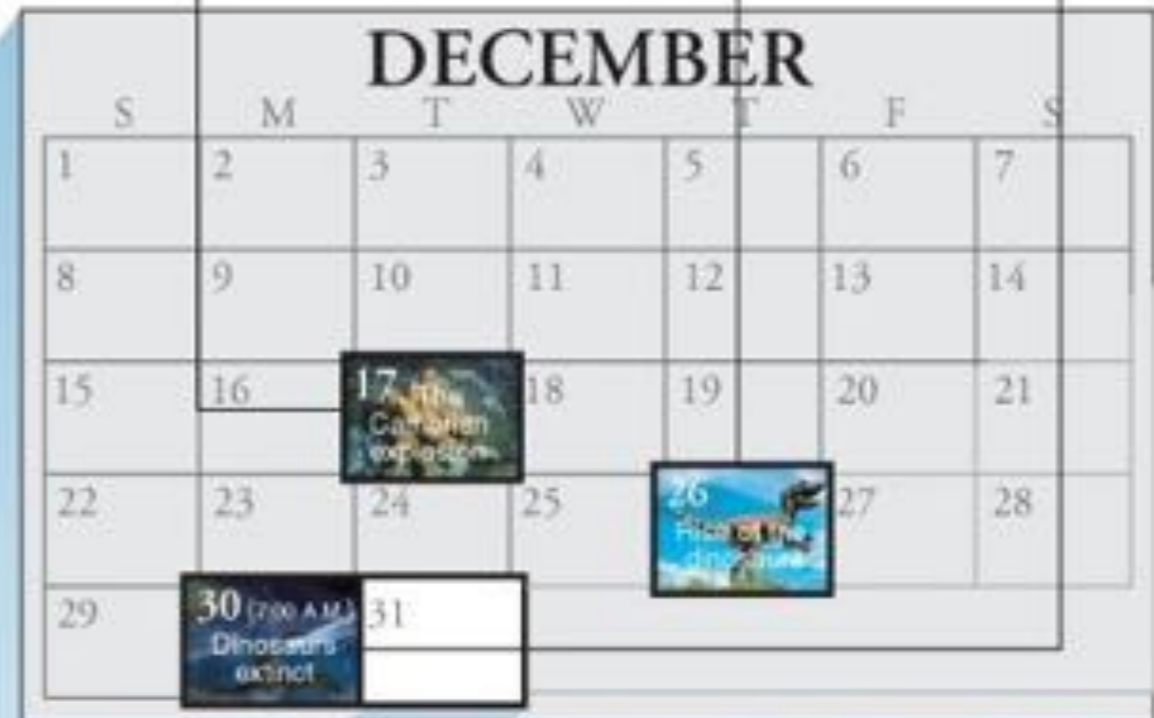 DECEMBER
S M T W T F S
1 2 3 4 5 6 7
8 9 10 11 12 13 14
15 16 17 The Cambrian explosion 18 19 20 21
22 23 24 25 26 Rise of the dinosaurs 27 28
29 30 (7:00 A.M.) Dinosaurs extinct 31